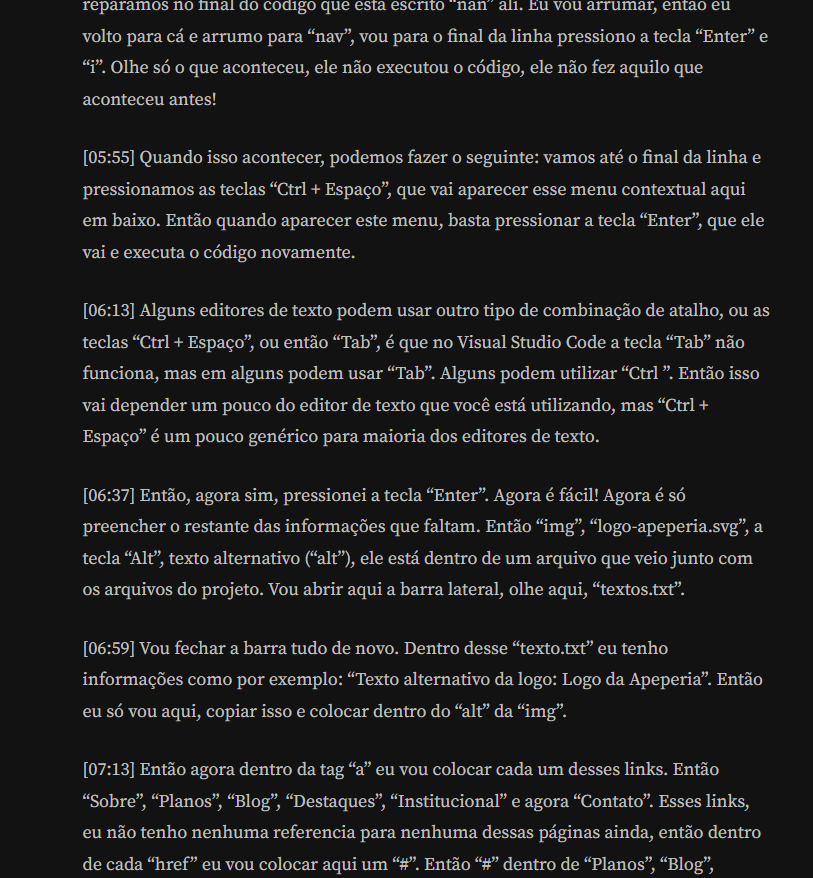 reparamos no final do código que está escrito “nan” ali. Eu vou arrumar, então eu
volto para cá e arrumo para “nav”, vou para o final da linha pressiono a tecla “Enter” e
“i”. Olhe só o que aconteceu, ele não executou o código, ele não fez aquilo que
aconteceu antes!
[05:55] Quando isso acontecer, podemos fazer o seguinte: vamos até o final da linha e
pressionamos as teclas “Ctrl + Espaço”, que vai aparecer esse menu contextual aqui
em baixo. Então quando aparecer este menu, basta pressionar a tecla “Enter”, que ele
vai e executa o código novamente.
[06:13] Alguns editores de texto podem usar outro tipo de combinação de atalho, ou as
teclas “Ctrl + Espaço”, ou então “Tab”, é que no Visual Studio Code a tecla “Tab” não
funciona, mas em alguns podem usar “Tab”. Alguns podem utilizar “Ctrl ”. Então isso
vai depender um pouco do editor de texto que você está utilizando, mas “Ctrl +
Espaço” é um pouco genérico para maioria dos editores de texto.
[06:37] Então, agora sim, pressionei a tecla “Enter”. Agora é fácil! Agora é só
preencher o restante das informações que faltam. Então “img”, “logo-apeperia.svg”, a
tecla “Alt”, texto alternativo (“alt”), ele está dentro de um arquivo que veio junto com
os arquivos do projeto. Vou abrir aqui a barra lateral, olhe aqui, “textos.txt”.
[06:59] Vou fechar a barra tudo de novo. Dentro desse “texto.txt” eu tenho
informações como por exemplo: “Texto alternativo da logo: Logo da Apeperia”. Então
eu só vou aqui, copiar isso e colocar dentro do “alt” da “img”.
[07:13] Então agora dentro da tag “a” eu vou colocar cada um desses links. Então
“Sobre”, “Planos”, “Blog”, “Destaques”, “Institucional” e agora “Contato”. Esses links,
eu não tenho nenhuma referencia para nenhuma dessas páginas ainda, então dentro
de cada “href” eu vou colocar aqui um “#”. Então “#” dentro de “Planos”, “Blog”,